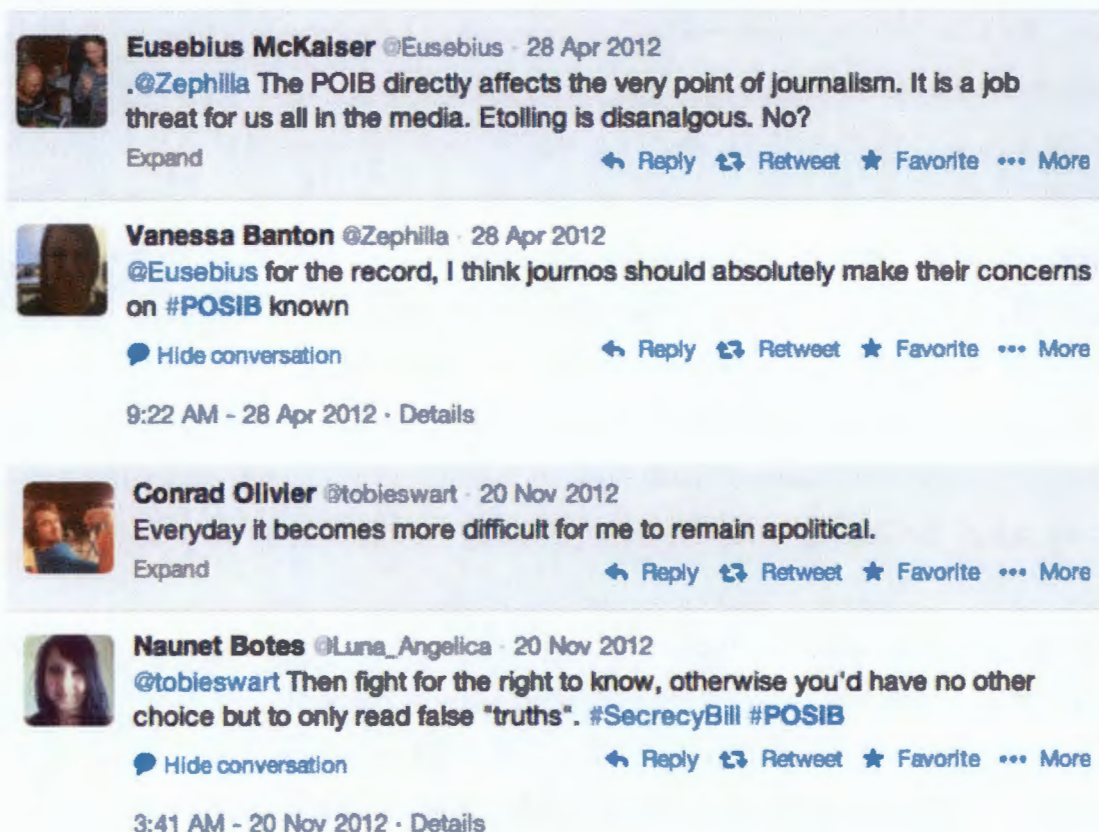 Eusebius McKaiser @Eusebius · 28 Apr 2012
.@Zephilla The POIB directly affects the very point of journalism. It is a job
threat for us all in the media. Etolling is disanalgous. No?
Expand Reply Retweet Favorite More
Vanessa Banton @Zephilla · 28 Apr 2012
@Eusebius for the record, I think journos should absolutely make their concerns
on #POSIB known
Hide conversation Reply Retweet Favorite More
9:22 AM - 28 Apr 2012 · Details
Conrad Olivier @tobieswart · 20 Nov 2012
Everyday it becomes more difficult for me to remain apolitical.
Expand Reply Retweet Favorite More
Naunet Botes @Luna_Angelica · 20 Nov 2012
@tobieswart Then fight for the right to know, otherwise you'd have no other
choice but to only read false "truths". #SecrecyBill #POSIB
Hide conversation Reply Retweet Favorite More
3:41 AM - 20 Nov 2012 · Details